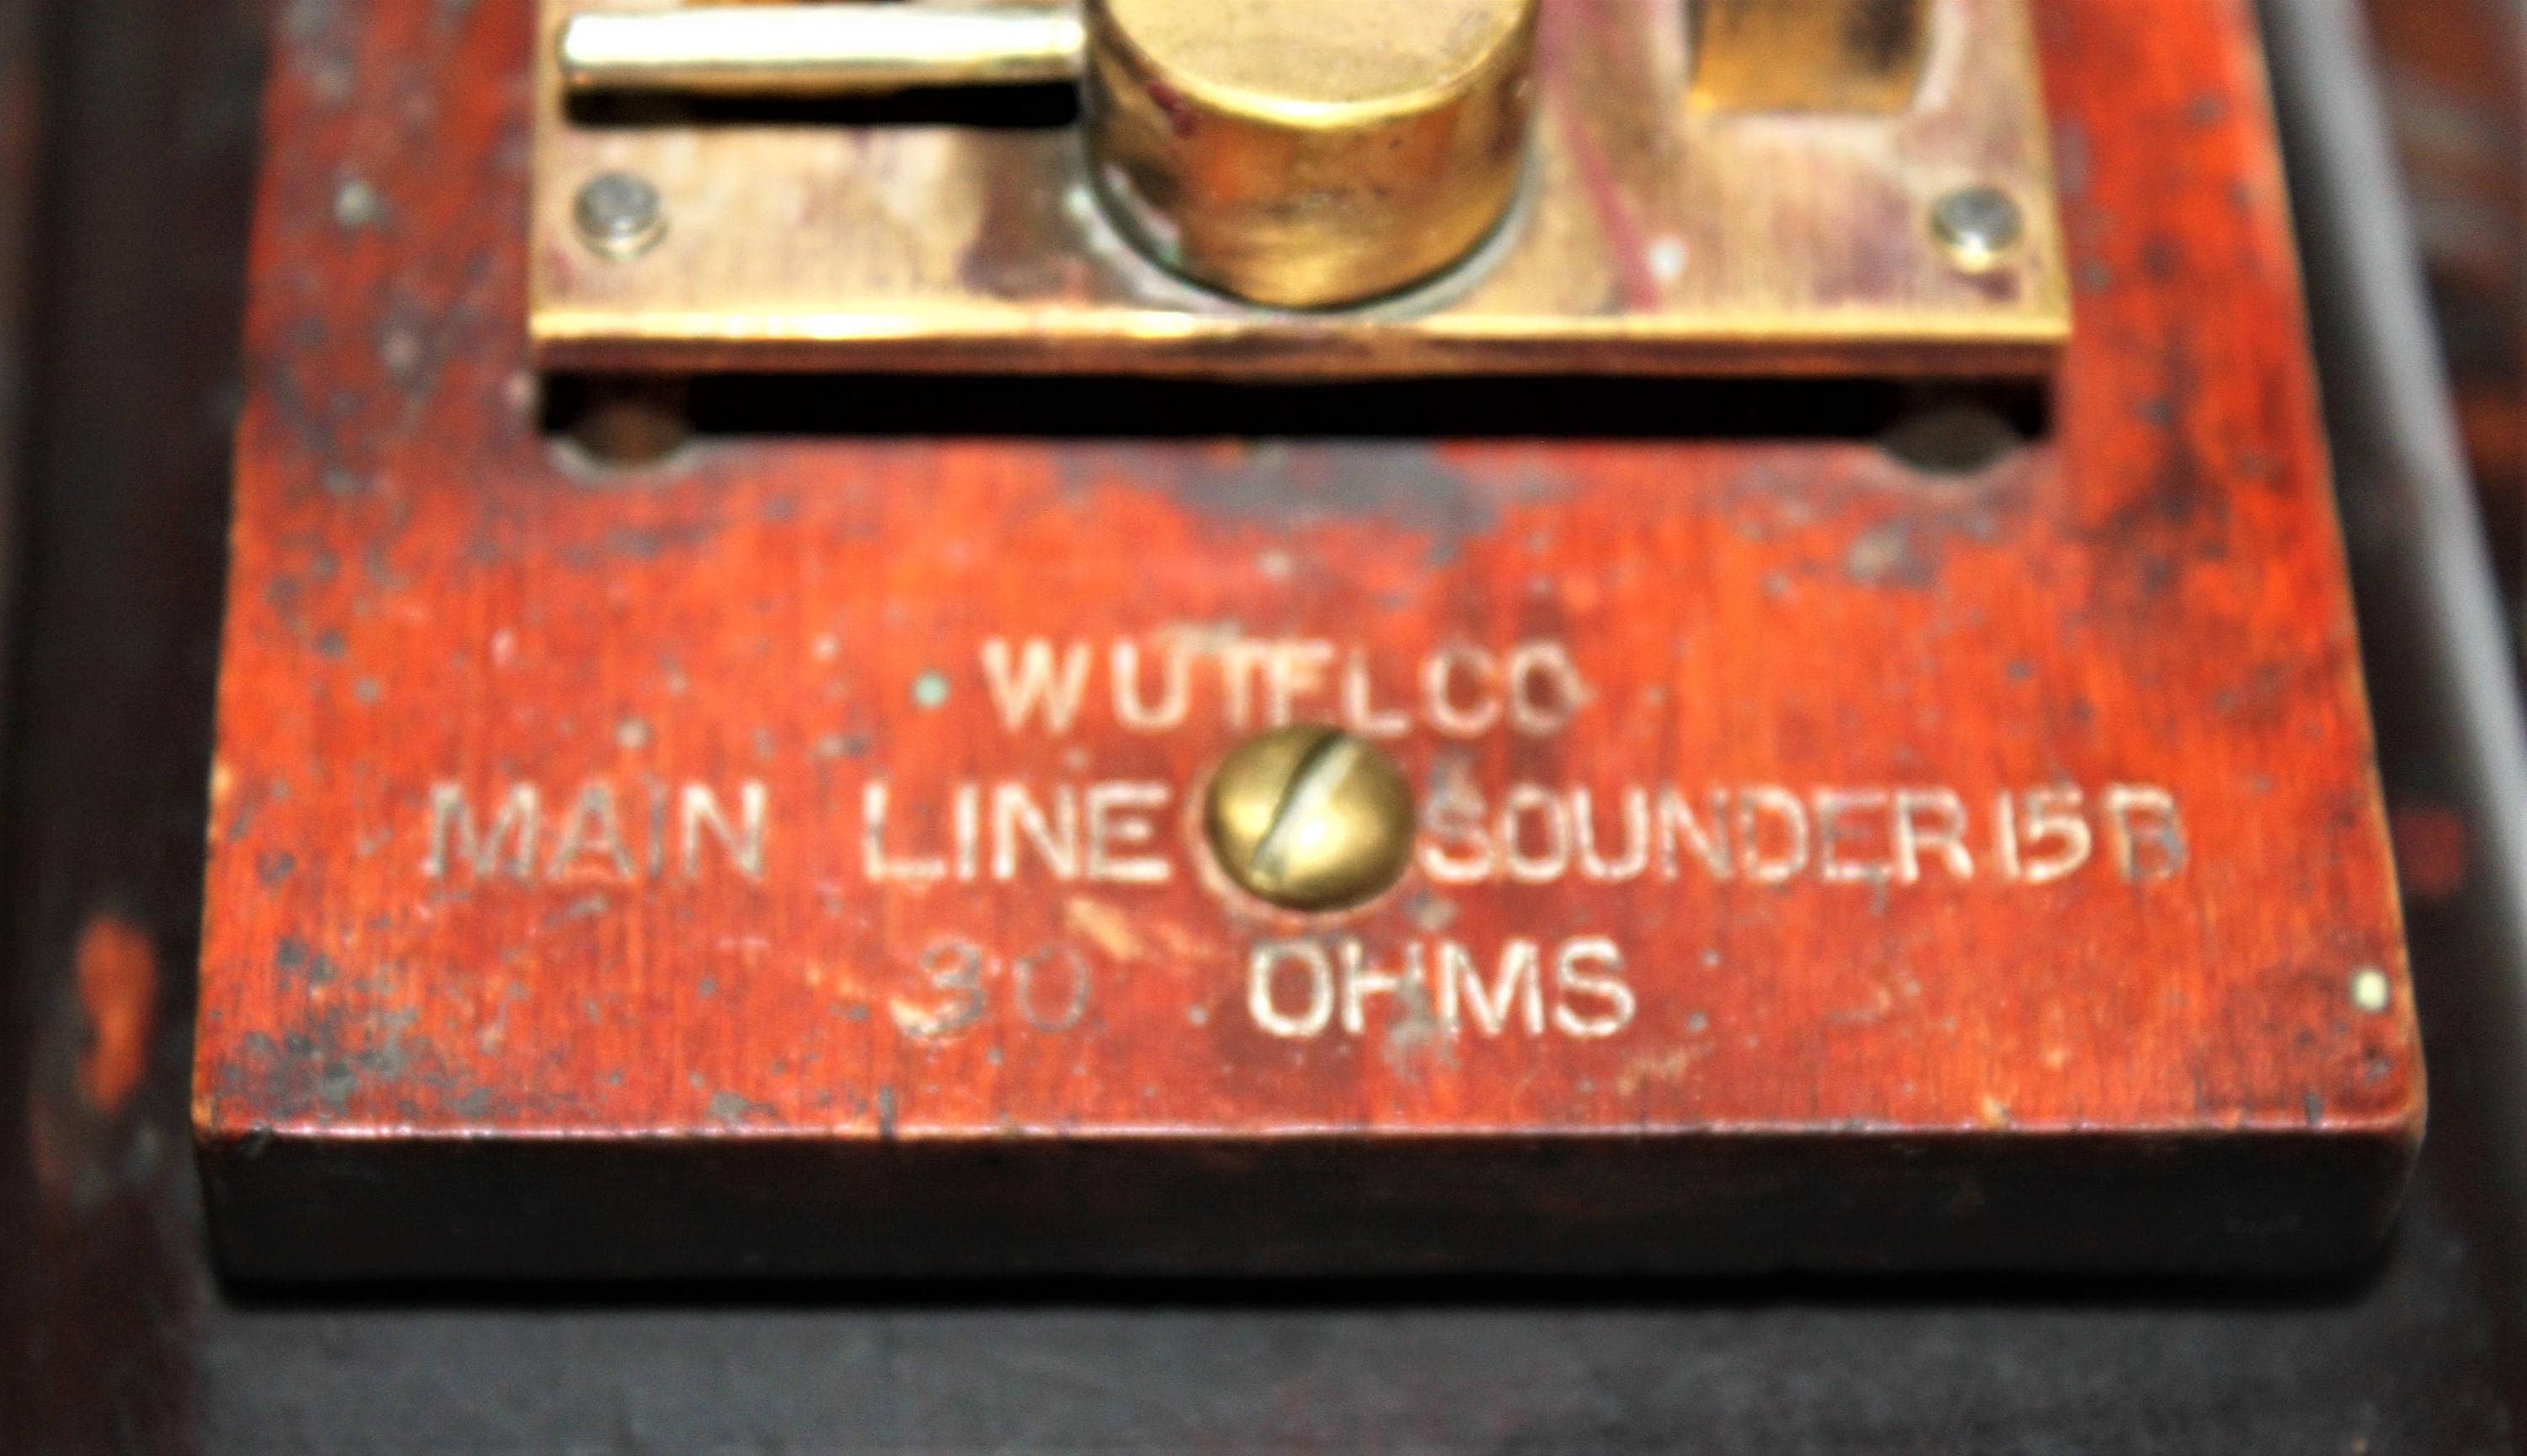 WUTELCO
MAIN LINE SOUNDER 15B
30 OHMS